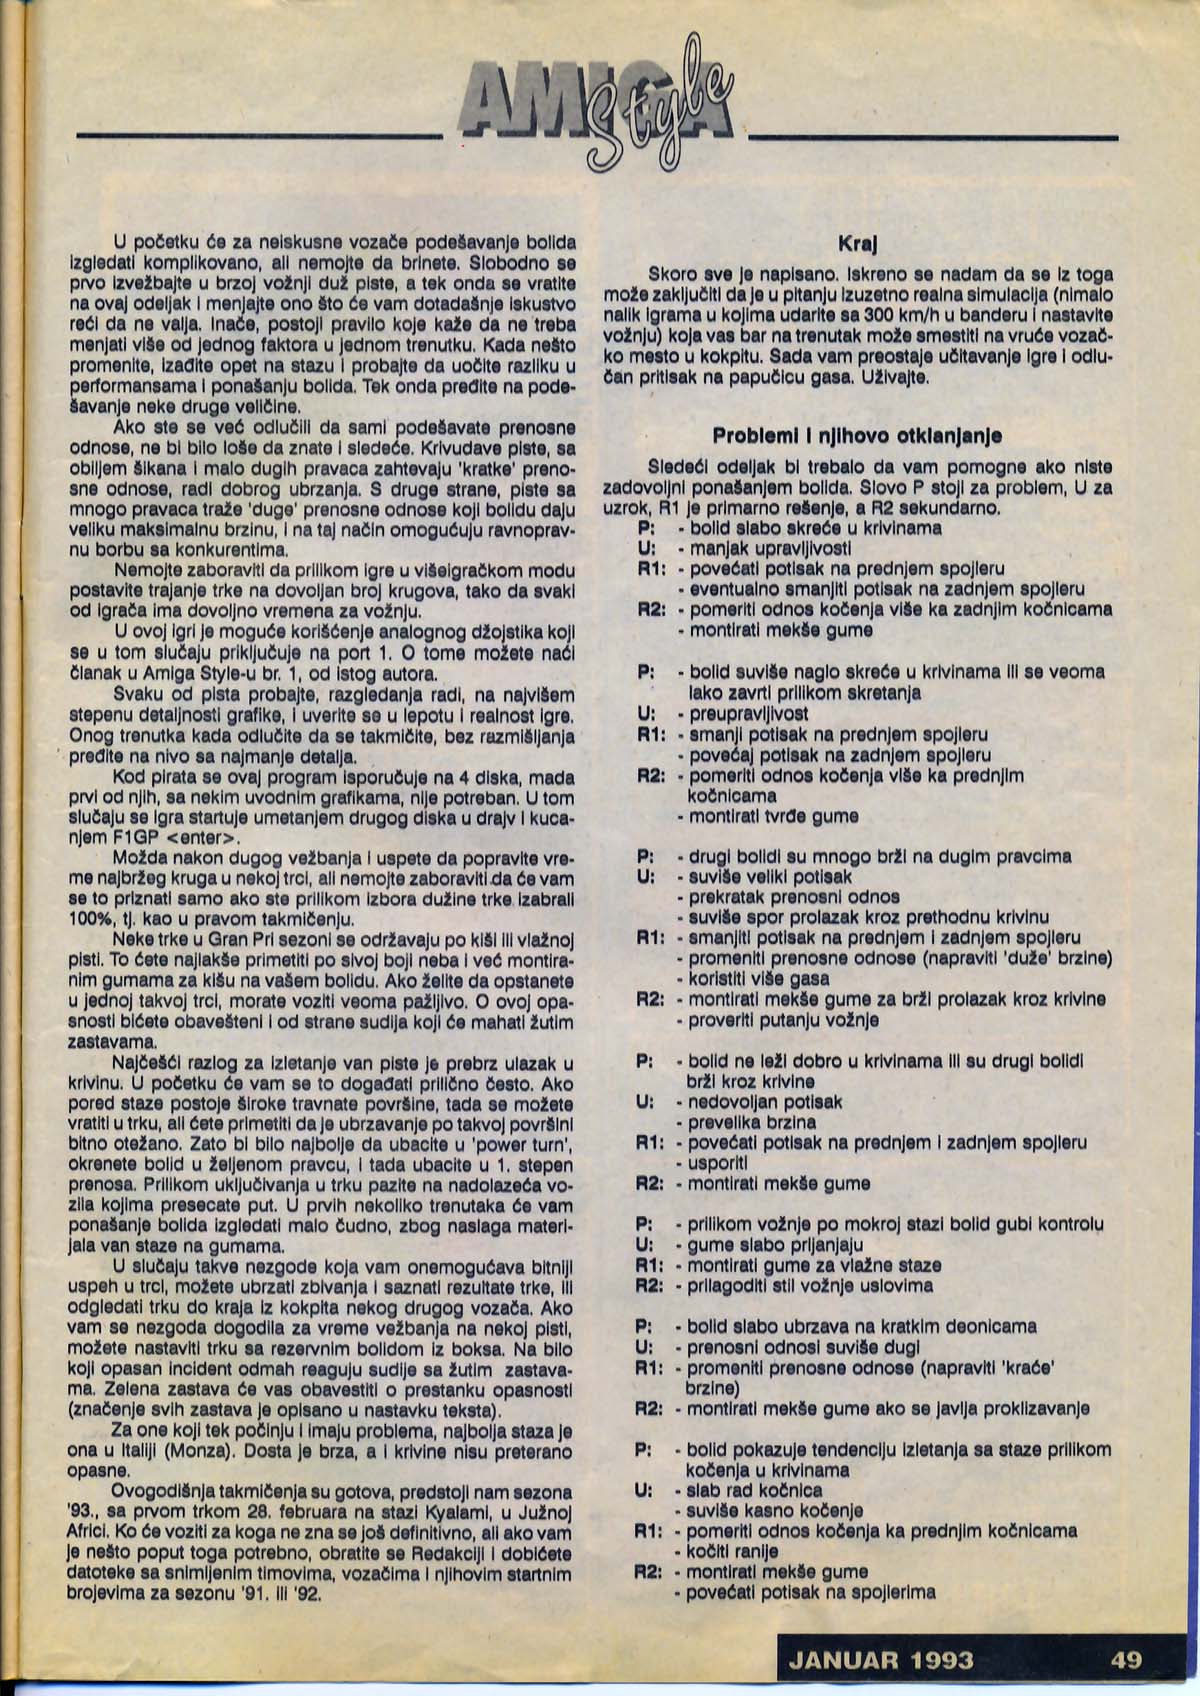 AMIGA Style
U početku će za neiskusne vozače podešavanje bolida
izgledati komplikovano, ali nemojte da brinete. Slobodno se
prvo izvežbajte u brzoj vožnji duž piste, a tek onda se vratite
na ovaj odeljak i menjajte ono što će vam dotadašnje iskustvo
reći da ne valja. Inače, postoji pravilo koje kaže da ne treba
menjati više od jednog faktora u jednom trenutku. Kada nešto
promenite, izađite opet na stazu i probajte da uočite razliku u
performansama i ponašanju bolida. Tek onda pređite na pode-
šavanje neke druge veličine.
Ako ste se već odlučili da sami podešavate prenosne
odnose, ne bi bilo loše da znate i sledeće. Krivudave piste, sa
obiljem šikana i malo dugih pravaca zahtevaju 'kratke' preno-
sne odnose, radi dobrog ubrzanja. S druge strane, piste sa
mnogo pravaca traže 'duge' prenosne odnose koji bolidu daju
veliku maksimalnu brzinu, i na taj način omogućuju ravnoprav-
nu borbu sa konkurentima.
Nemojte zaboraviti da prilikom igre u višeigračkom modu
postavite trajanje trke na dovoljan broj krugova, tako da svaki
od igrača ima dovoljno vremena za vožnju.
U ovoj igri je moguće korišćenje analognog džojstika koji
se u tom slučaju priključuje na port 1. O tome možete naći
članak u Amiga Style-u br. 1, od istog autora.
Svaku od pista probajte, razgledanja radi, na najvišem
stepenu detaljnosti grafike, i uverite se u lepotu i realnost igre.
Onog trenutka kada odlučite da se takmičite, bez razmišljanja
pređite na nivo sa najmanje detalja.
Kod pirata se ovaj program isporučuje na 4 diska, mada
prvi od njih, sa nekim uvodnim grafikama, nije potreban. U tom
slučaju se igra startuje umetanjem drugog diska u drajv i kuca-
njem F1GP <enter>.
Možda nakon dugog vežbanja i uspete da popravite vre-
me najbržeg kruga u nekoj trci, ali nemojte zaboraviti da će vam
se to priznati samo ako ste prilikom izbora dužine trke izabrali
100%, tj. kao u pravom takmičenju.
Neke trke u Gran Pri sezoni se održavaju po kiši ili vlažnoj
pisti. To ćete najlakše primetiti po sivoj boji neba i već montira-
nim gumama za kišu na vašem bolidu. Ako želite da opstanete
u jednoj takvoj trci, morate voziti veoma pažljivo. O ovoj opa-
snosti bićete obavešteni i od strane sudija koji će mahati žutim
zastavama.
Najčešći razlog za izletanje van piste je prebrz ulazak u
krivinu. U početku će vam se to događati prilično često. Ako
pored staze postoje široke travnate površine, tada se možete
vratiti u trku, ali ćete primetiti da je ubrzavanje po takvoj površini
bitno otežano. Zato bi bilo najbolje da ubacite u 'power turn',
okrenete bolid u željenom pravcu, i tada ubacite u 1. stepen
prenosa. Prilikom uključivanja u trku pazite na nadolazeća vo-
zila kojima presecate put. U prvih nekoliko trenutaka će vam
ponašanje bolida izgledati malo čudno, zbog naslaga materi-
jala van staze na gumama.
U slučaju takve nezgode koja vam onemogućava bitniji
uspeh u trci, možete ubrzati zbivanja i saznati rezultate trke, ili
odgledati trku do kraja iz kokpita nekog drugog vozača. Ako
vam se nezgoda dogodila za vreme vežbanja na nekoj pisti,
možete nastaviti trku sa rezervnim bolidom iz boksa. Na bilo
koji opasan incident odmah reaguju sudije sa žutim zastava-
ma. Zelena zastava će vas obavestiti o prestanku opasnosti
(značenje svih zastava je opisano u nastavku teksta).
Za one koji tek počinju i imaju problema, najbolja staza je
ona u Italiji (Monza). Dosta je brza, a i krivine nisu preterano
opasne.
Ovogodišnja takmičenja su gotova, predstoji nam sezona
'93., sa prvom trkom 28. februara na stazi Kyalami, u Južnoj
Africi. Ko će voziti za koga ne zna se još definitivno, ali ako vam
je nešto poput toga potrebno, obratite se Redakciji i dobićete
datoteke sa snimljenim timovima, vozačima i njihovim startnim
brojevima za sezonu '91. ili '92.
Kraj
Skoro sve je napisano. Iskreno se nadam da se iz toga
može zaključiti da je u pitanju izuzetno realna simulacija (nimalo
nalik igrama u kojima udarite sa 300 km/h u banderu i nastavite
vožnju) koja vas bar na trenutak može smestiti na vruće vozač-
ko mesto u kokpitu. Sada vam preostaje učitavanje igre i odlu-
čan pritisak na papučicu gasa. Uživajte.
Problemi i njihovo otklanjanje
Sledeći odeljak bi trebalo da vam pomogne ako niste
zadovoljni ponašanjem bolida. Slovo P stoji za problem, U za
uzrok, R1 je primarno rešenje, a R2 sekundarno.
P: - bolid slabo skreće u krivinama
U: - manjak upravljivosti
R1: - povećati potisak na prednjem spojleru
- eventualno smanjiti potisak na zadnjem spojleru
R2: - pomeriti odnos kočenja više ka zadnjim kočnicama
- montirati mekše gume
P: - bolid suviše naglo skreće u krivinama ili se veoma
lako zavrti prilikom skretanja
U: - preupravljivost
R1: - smanji potisak na prednjem spojleru
- povećaj potisak na zadnjem spojleru
R2: - pomeriti odnos kočenja više ka prednjim
kočnicama
- montirati tvrđe gume
P: - drugi bolidi su mnogo brži na dugim pravcima
U: - suviše veliki potisak
- prekratak prenosni odnos
- suviše spor prolazak kroz prethodnu krivinu
R1: - smanjiti potisak na prednjem i zadnjem spojleru
- promeniti prenosne odnose (napraviti 'duže' brzine)
- koristiti više gasa
R2: - montirati mekše gume za brži prolazak kroz krivine
- proveriti putanju vožnje
P: - bolid ne leži dobro u krivinama ili su drugi bolidi
brži kroz krivine
U: - nedovoljan potisak
- prevelika brzina
R1: - povećati potisak na prednjem i zadnjem spojleru
- usporiti
R2: - montirati mekše gume
P: - prilikom vožnje po mokroj stazi bolid gubi kontrolu
U: - gume slabo prijanjaju
R1: - montirati gume za vlažne staze
R2: - prilagoditi stil vožnje uslovima
P: - bolid slabo ubrzava na kratkim deonicama
U: - prenosni odnosi suviše dugi
R1: - promeniti prenosne odnose (napraviti 'kraće'
brzine)
R2: - montirati mekše gume ako se javlja proklizavanje
P: - bolid pokazuje tendenciju izletanja sa staze prilikom
kočenja u krivinama
U: - slab rad kočnica
- suviše kasno kočenje
R1: - pomeriti odnos kočenja ka prednjim kočnicama
- kočiti ranije
R2: - montirati mekše gume
- povećati potisak na spojlerima
JANUAR 1993 49